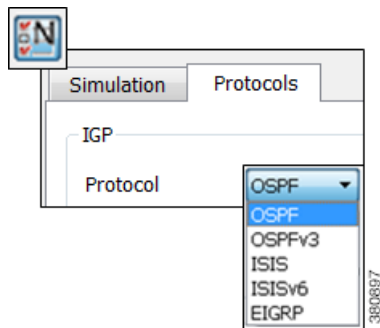 N
Simulation
Protocols
IGP
Protocol
OSPF
OSPF
OSPFv3
ISIS
ISISv6
EIGRP
380897